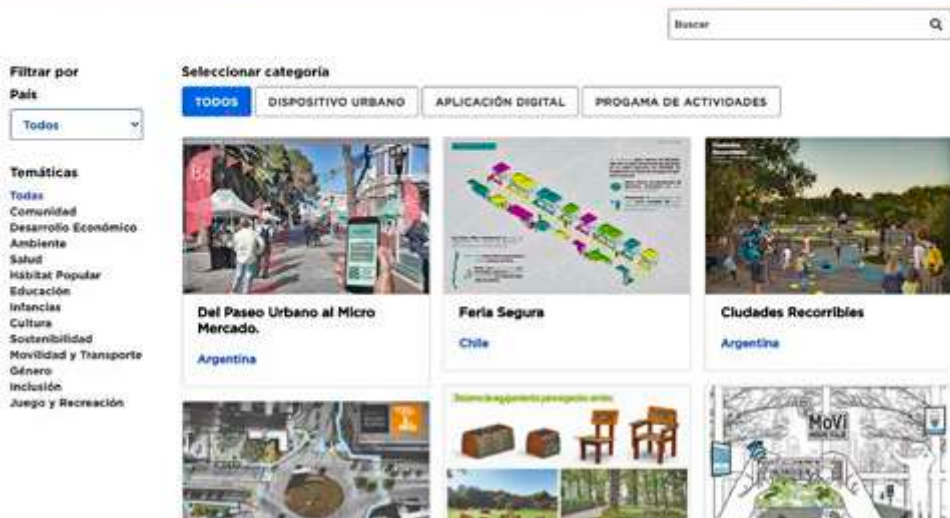 Buscar
Filtrar por
País
Todos
Temáticas
Todas
Comunidad
Desarrollo Económico
Ambiente
Salud
Hábitat Popular
Educación
Infancias
Cultura
Sostenibilidad
Movilidad y Transporte
Género
Inclusión
Juego y Recreación
Seleccionar categoría
TODOS
DISPOSITIVO URBANO
APLICACIÓN DIGITAL
PROGAMA DE ACTIVIDADES
Del Paseo Urbano al Micro
Mercado.
Argentina
Feria Segura
Chile
Ciudades
Recorribles
Ciudades Recorribles
Argentina
MoVi